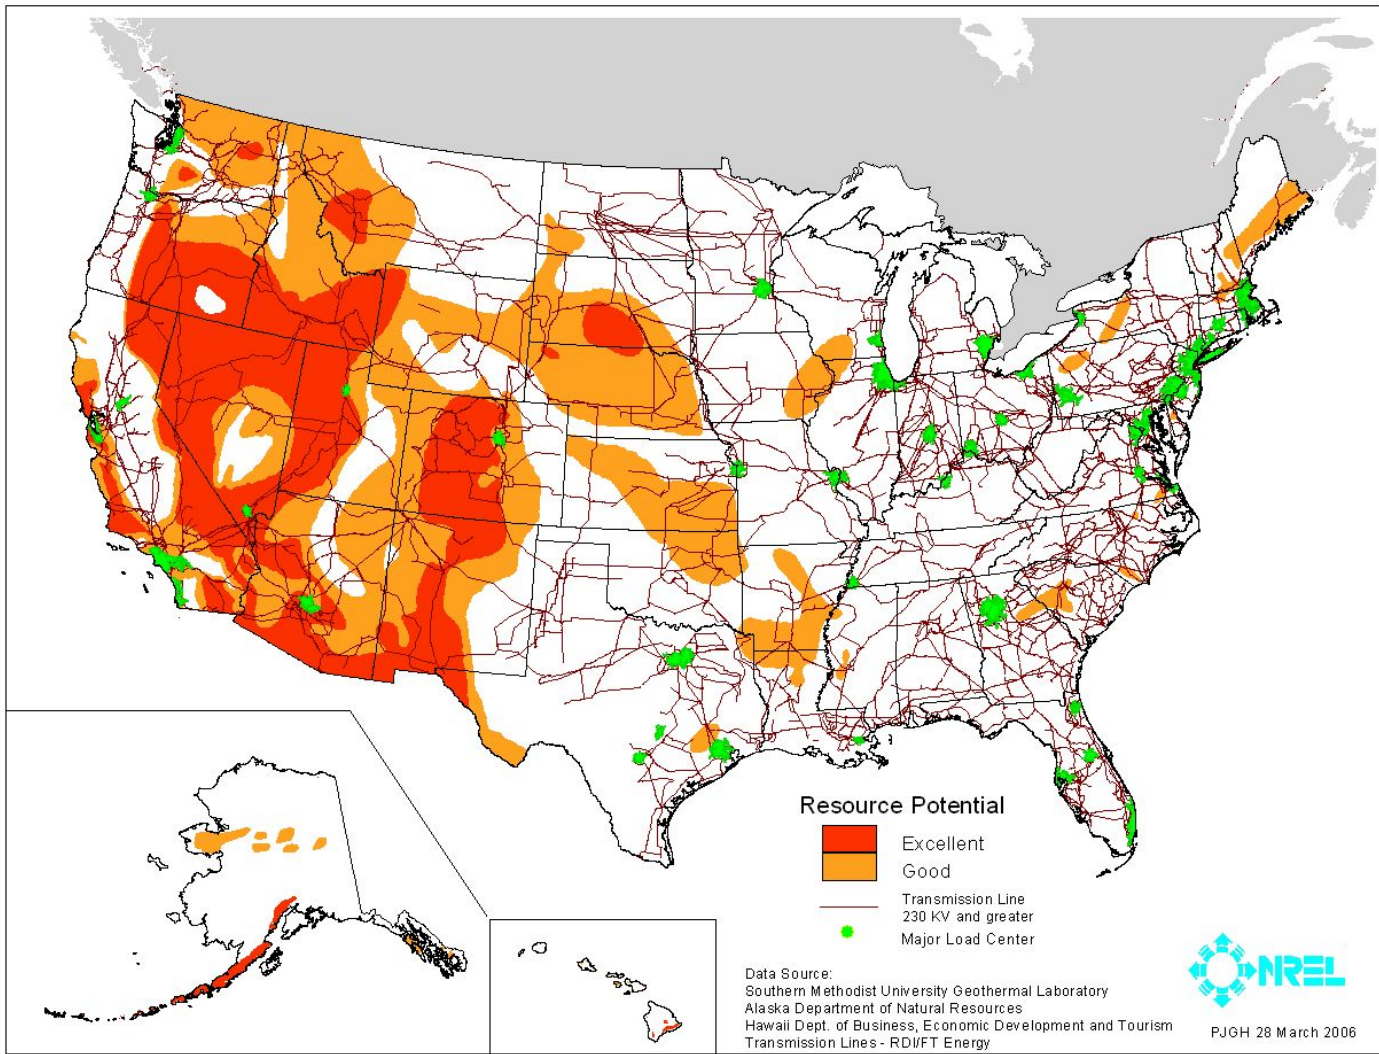 Resource Potential
Excellent
Good
Transmission Line
230 KV and greater
Major Load Center
Data Source:
Southern Methodist University Geothermal Laboratory
Alaska Department of Natural Resources
Hawaii Dept. of Business, Economic Development and Tourism
Transmission Lines - RDI/FT Energy
NREL
PJGH 28 March 2006